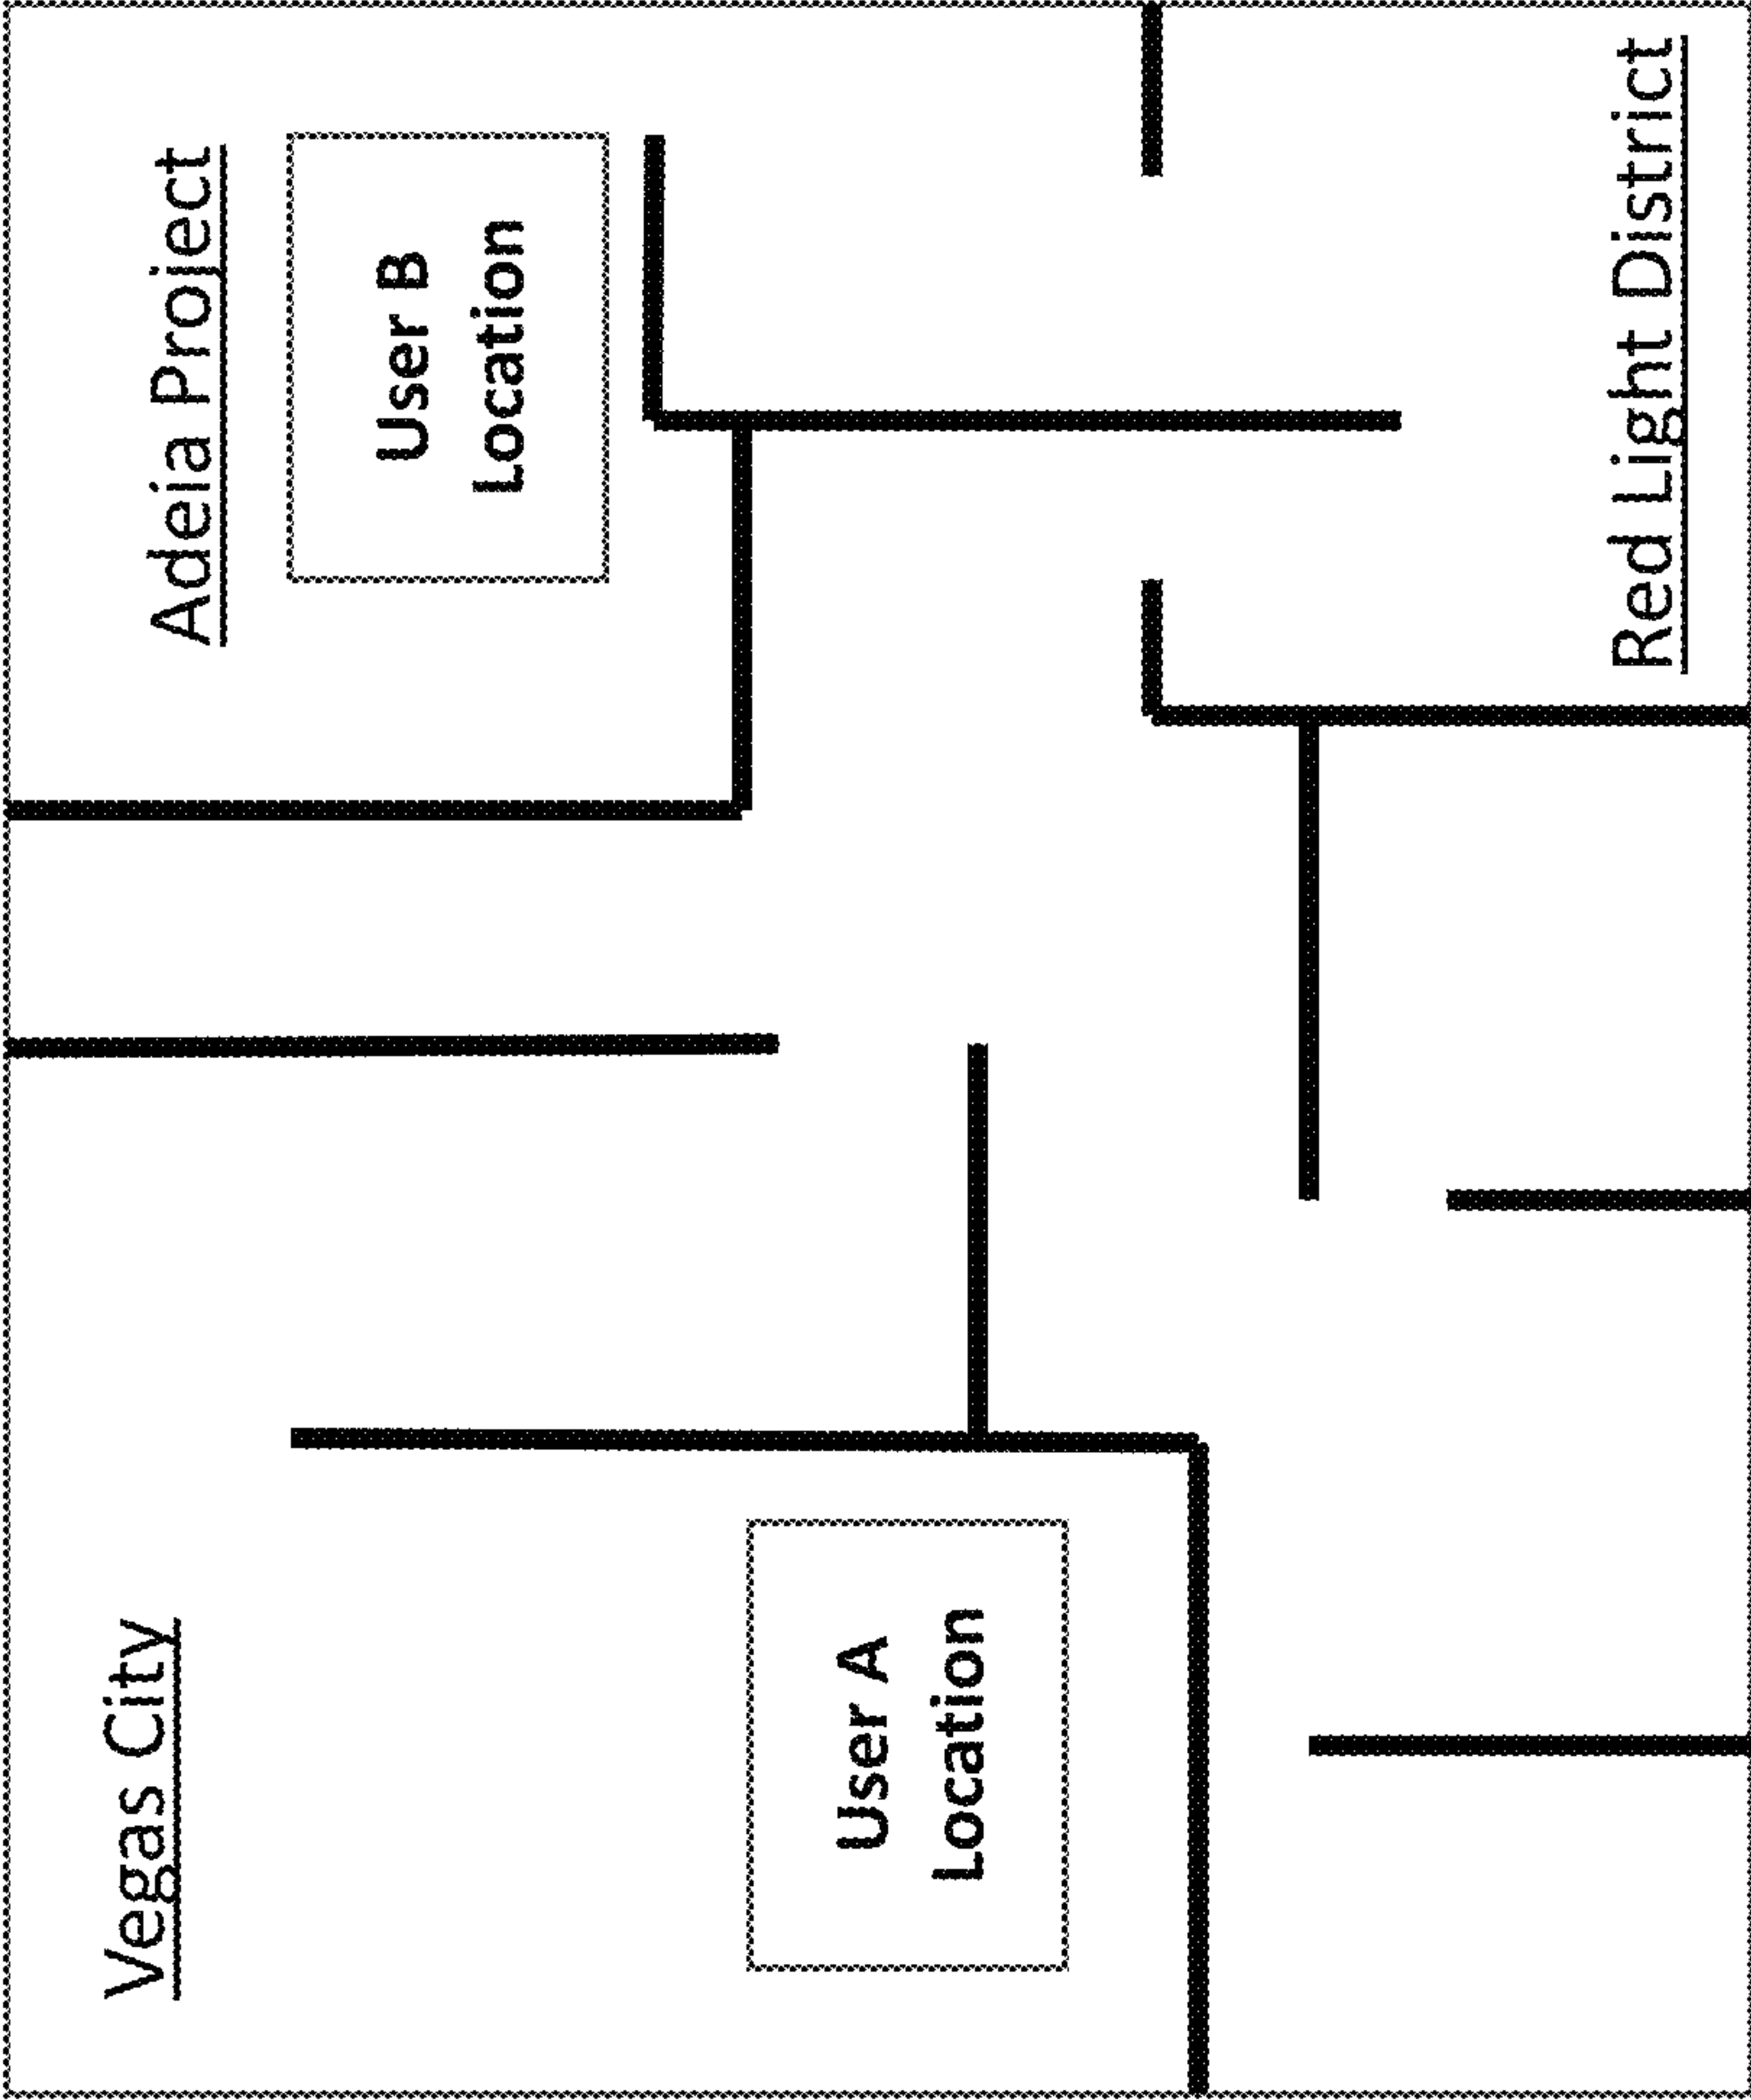 Vegas City
Adeia Project
User B
Location
User A
Location
Red Light District